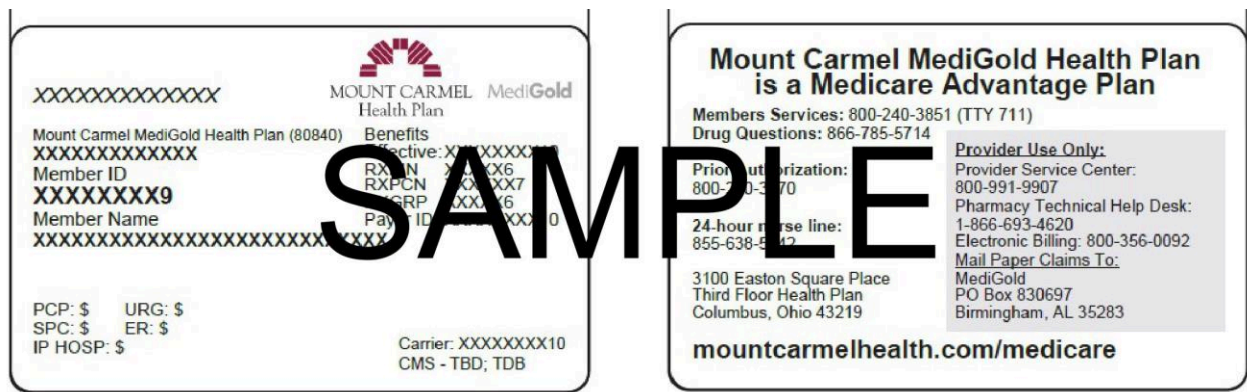 XXXXXXXXXXXXX
MOUNT CARMEL
Health Plan
MediGold
Mount Carmel MediGold Health Plan (80840)
XXXXXXXXXXXXX
Member ID
XXXXXXXX9
Member Name
XXXXXXXXXXXXXXXXXXXXXXXXXXXX
Benefits
PCP: $ URG: $
SPC: $ ER: $
IP HOSP: $
Carrier: XXXXXXXX10
CMS - TBD; TDB
SAMPLE
Mount Carmel MediGold Health Plan
is a Medicare Advantage Plan
Members Services: 800-240-3851 (TTY 711)
Drug Questions: 866-785-5714
24-hour nurse line:
3100 Easton Square Place
Third Floor Health Plan
Columbus, Ohio 43219
Provider Use Only:
Provider Service Center:
800-991-9907
Pharmacy Technical Help Desk:
1-866-693-4620
Electronic Billing: 800-356-0092
Mail Paper Claims To:
MediGold
PO Box 830697
Birmingham, AL 35283
mountcarmelhealth.com/medicare